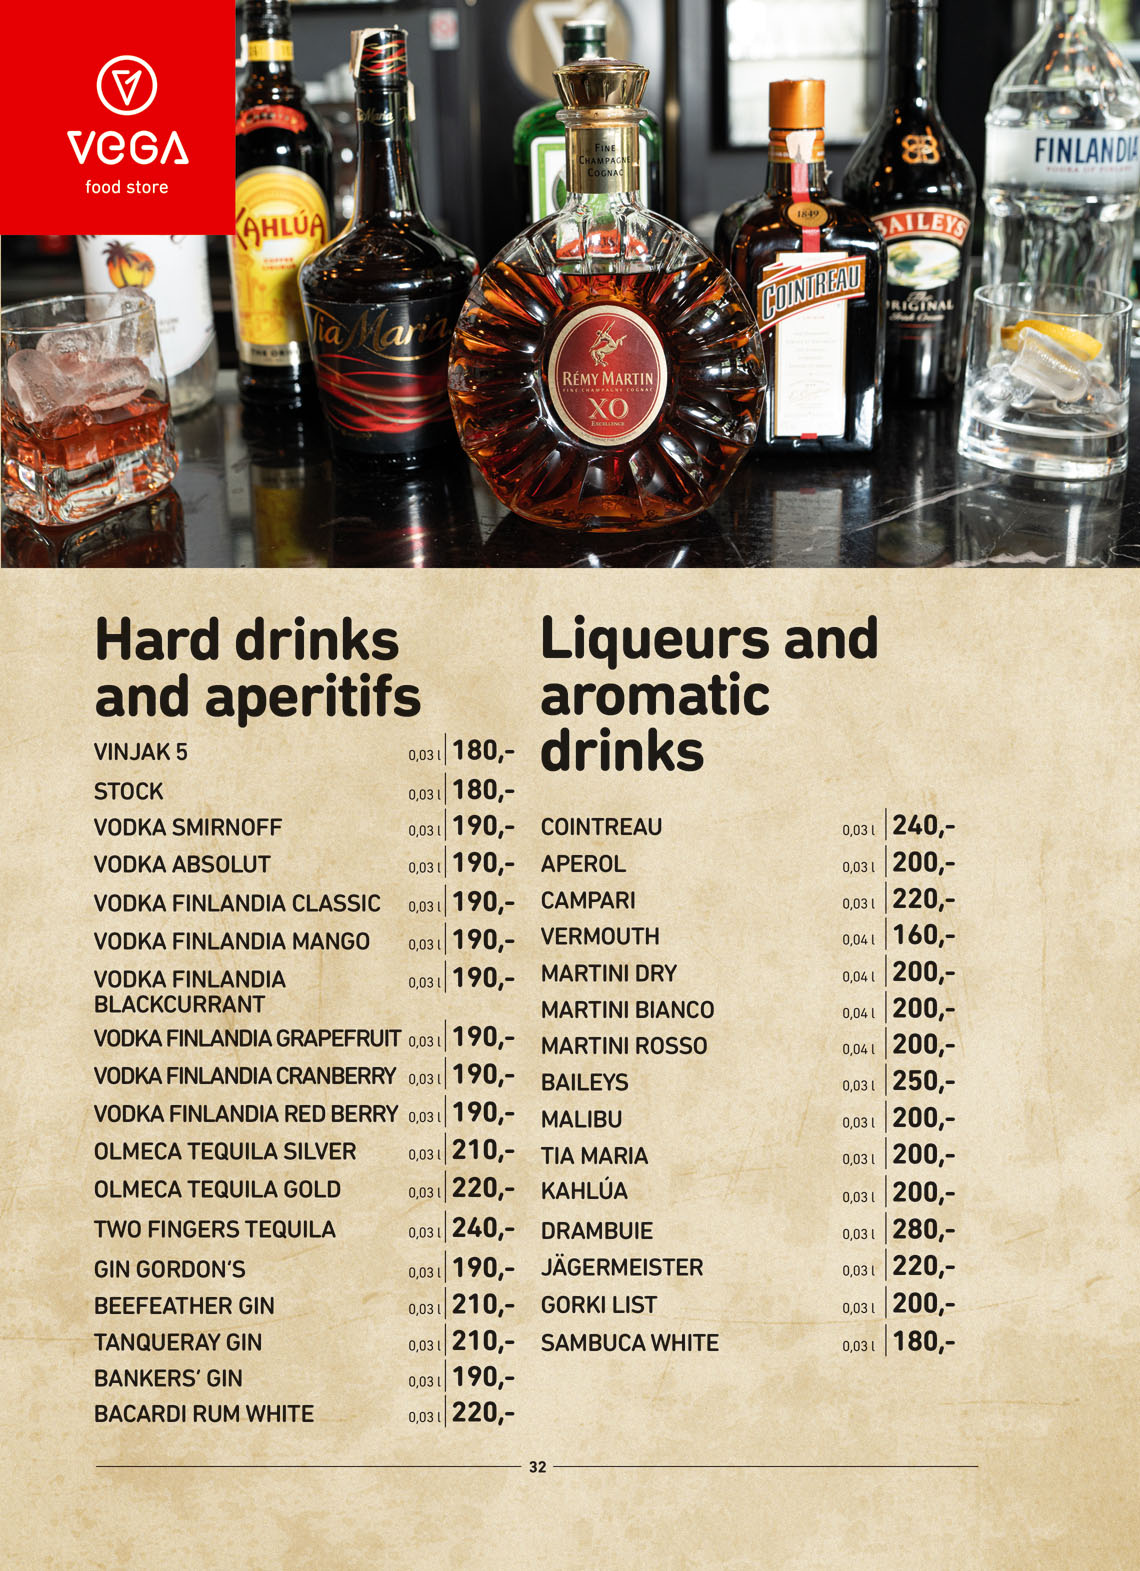 VEGA
food store
KAHLÚA
COFFEE
LIQUEUR
Tia Maria
Tia Maria
FINE
CHAMPAGNE
COGNAC
RÉMY MARTIN
FINE CHAMPAGNE COGNAC
XO
EXCELLENCE
1849
COINTREAU
BAILEYS
The
ORIGINAL
Irish Cream
FINLANDIA
VODKA OF FINLAND
Hard drinks
and aperitifs
VINJAK 5 0,03 l 180,-
STOCK 0,03 l 180,-
VODKA SMIRNOFF 0,03 l 190,-
VODKA ABSOLUT 0,03 l 190,-
VODKA FINLANDIA CLASSIC 0,03 l 190,-
VODKA FINLANDIA MANGO 0,03 l 190,-
VODKA FINLANDIA 0,03 l 190,-
BLACKCURRANT
VODKA FINLANDIA GRAPEFRUIT 0,03 l 190,-
VODKA FINLANDIA CRANBERRY 0,03 l 190,-
VODKA FINLANDIA RED BERRY 0,03 l 190,-
OLMECA TEQUILA SILVER 0,03 l 210,-
OLMECA TEQUILA GOLD 0,03 l 220,-
TWO FINGERS TEQUILA 0,03 l 240,-
GIN GORDON'S 0,03 l 190,-
BEEFEATHER GIN 0,03 l 210,-
TANQUERAY GIN 0,03 l 210,-
BANKERS' GIN 0,03 l 190,-
BACARDI RUM WHITE 0,03 l 220,-
Liqueurs and
aromatic
drinks
COINTREAU 0,03 l 240,-
APEROL 0,03 l 200,-
CAMPARI 0,03 l 220,-
VERMOUTH 0,04 l 160,-
MARTINI DRY 0,04 l 200,-
MARTINI BIANCO 0,04 l 200,-
MARTINI ROSSO 0,04 l 200,-
BAILEYS 0,03 l 250,-
MALIBU 0,03 l 200,-
TIA MARIA 0,03 l 200,-
KAHLÚA 0,03 l 200,-
DRAMBUIE 0,03 l 280,-
JÄGERMEISTER 0,03 l 220,-
GORKI LIST 0,03 l 200,-
SAMBUCA WHITE 0,03 l 180,-
32